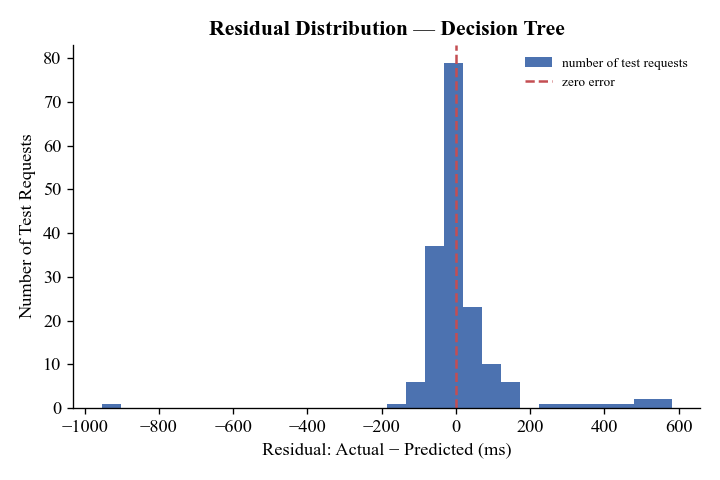 Residual Distribution — Decision Tree
number of test requests
zero error
Number of Test Requests
80
70
60
50
40
30
20
10
0
−1000 −800 −600 −400 −200 0 200 400 600
Residual: Actual − Predicted (ms)